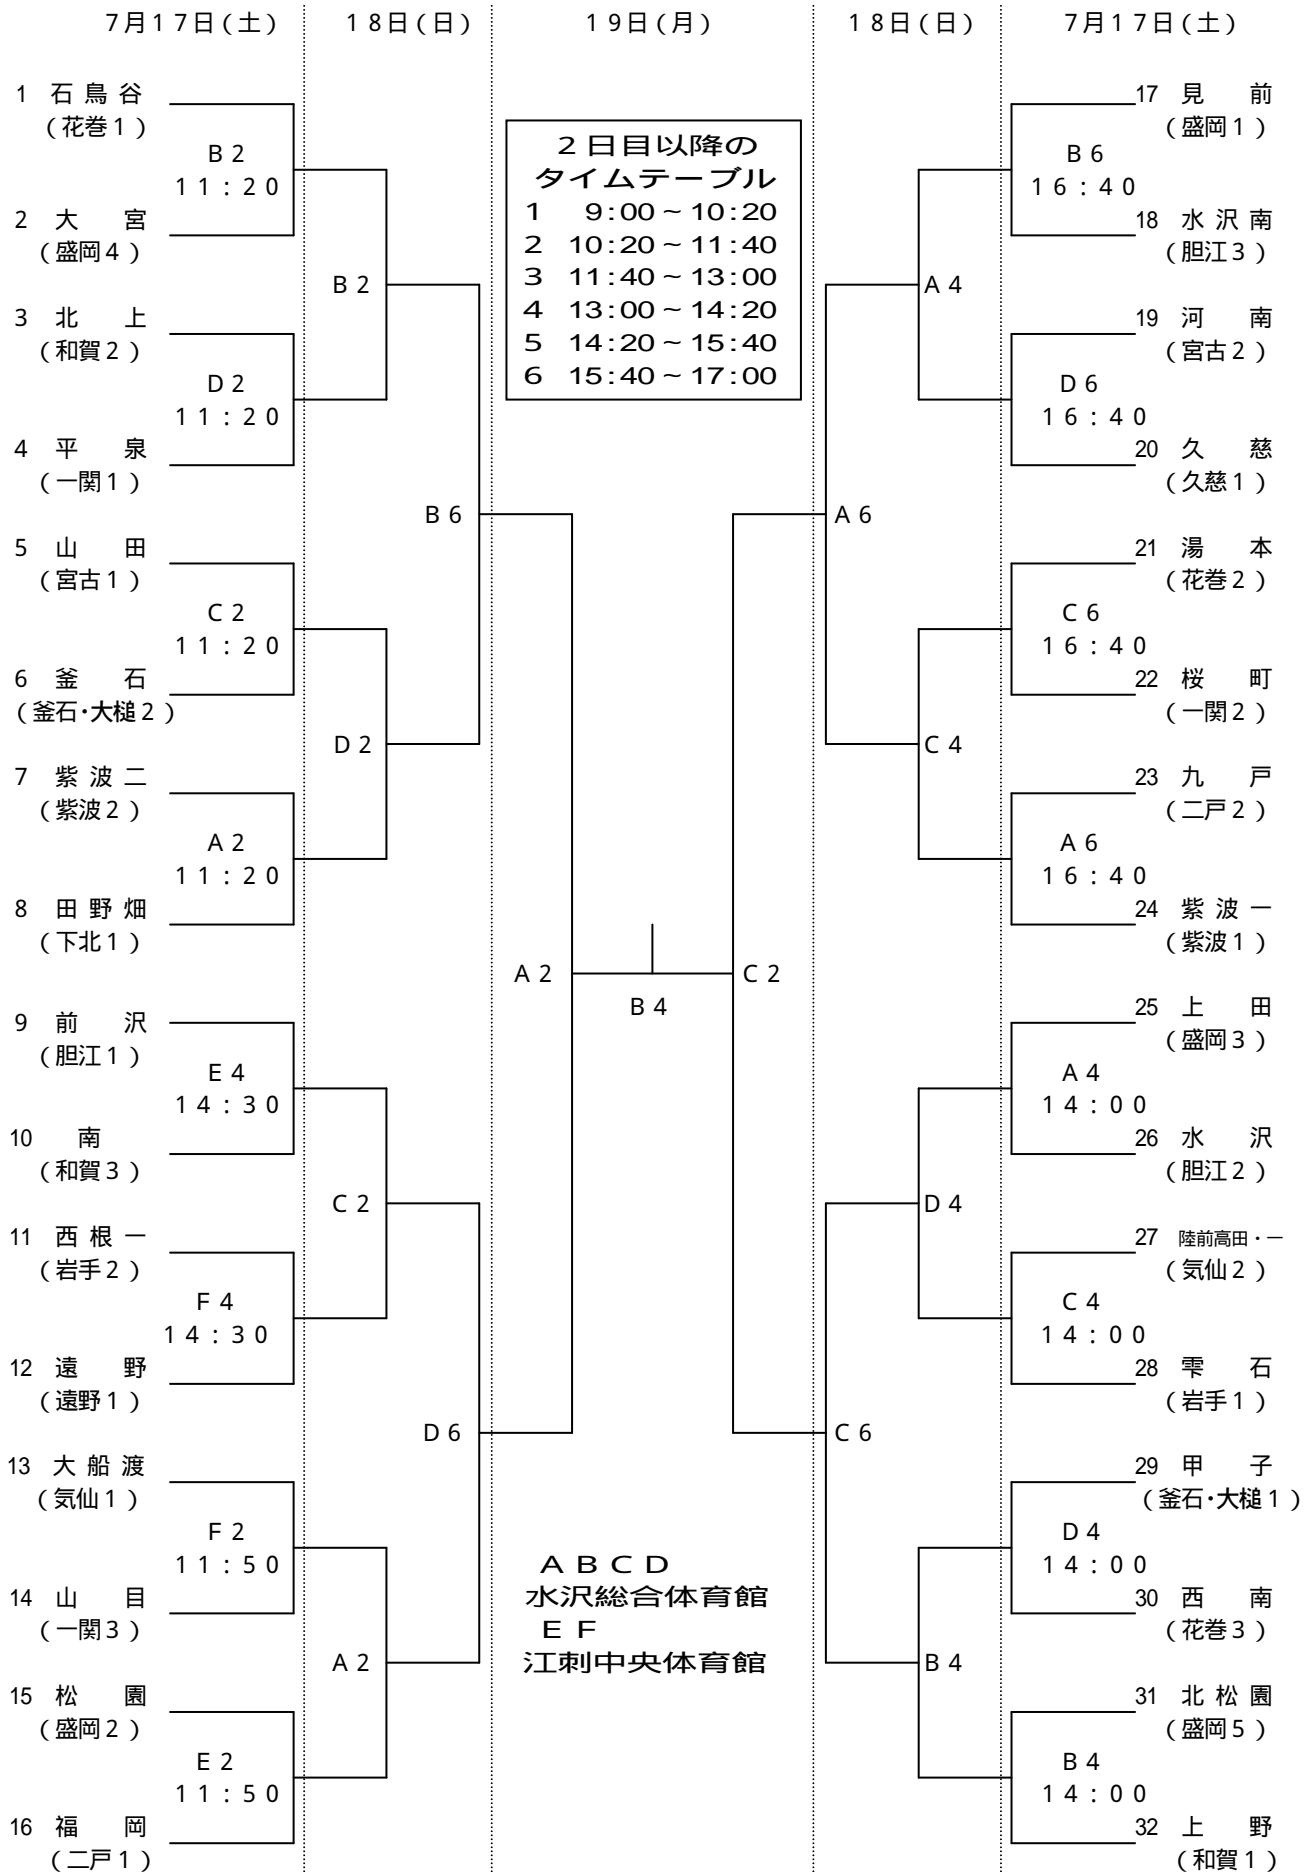 7月17日(土) 18日(日) 19日(月) 18日(日) 7月17日(土)
1 石鳥谷
(花巻1)
B2
11:20
2 大宮
(盛岡4)
B2
3 北上
(和賀2)
D2
11:20
4 平泉
(一関1)
B6
5 山田
(宮古1)
C2
11:20
6 釜石
(釜石・大槌2)
D2
7 紫波二
(紫波2)
A2
11:20
8 田野畑
(下北1)
A2
9 前沢
(胆江1)
E4
14:30
10 南
(和賀3)
C2
11 西根一
(岩手2)
F4
14:30
12 遠野
(遠野1)
D6
13 大船渡
(気仙1)
F2
11:50
14 山目
(一関3)
A2
15 松園
(盛岡2)
E2
11:50
16 福岡
(二戸1)
2日目以降の
タイムテーブル
1 9:00~10:20
2 10:20~11:40
3 11:40~13:00
4 13:00~14:20
5 14:20~15:40
6 15:40~17:00
B4
ABCD
水沢総合体育館
EF
江刺中央体育館
17 見前
(盛岡1)
B6
16:40
18 水沢南
(胆江3)
A4
19 河南
(宮古2)
D6
16:40
20 久慈
(久慈1)
A6
21 湯本
(花巻2)
C6
16:40
22 桜町
(一関2)
C4
23 九戸
(二戸2)
A6
16:40
24 紫波一
(紫波1)
C2
25 上田
(盛岡3)
A4
14:00
26 水沢
(胆江2)
D4
27 陸前高田・一
(気仙2)
C4
14:00
28 雫石
(岩手1)
C6
29 甲子
(釜石・大槌1)
D4
14:00
30 西南
(花巻3)
B4
31 北松園
(盛岡5)
B4
14:00
32 上野
(和賀1)